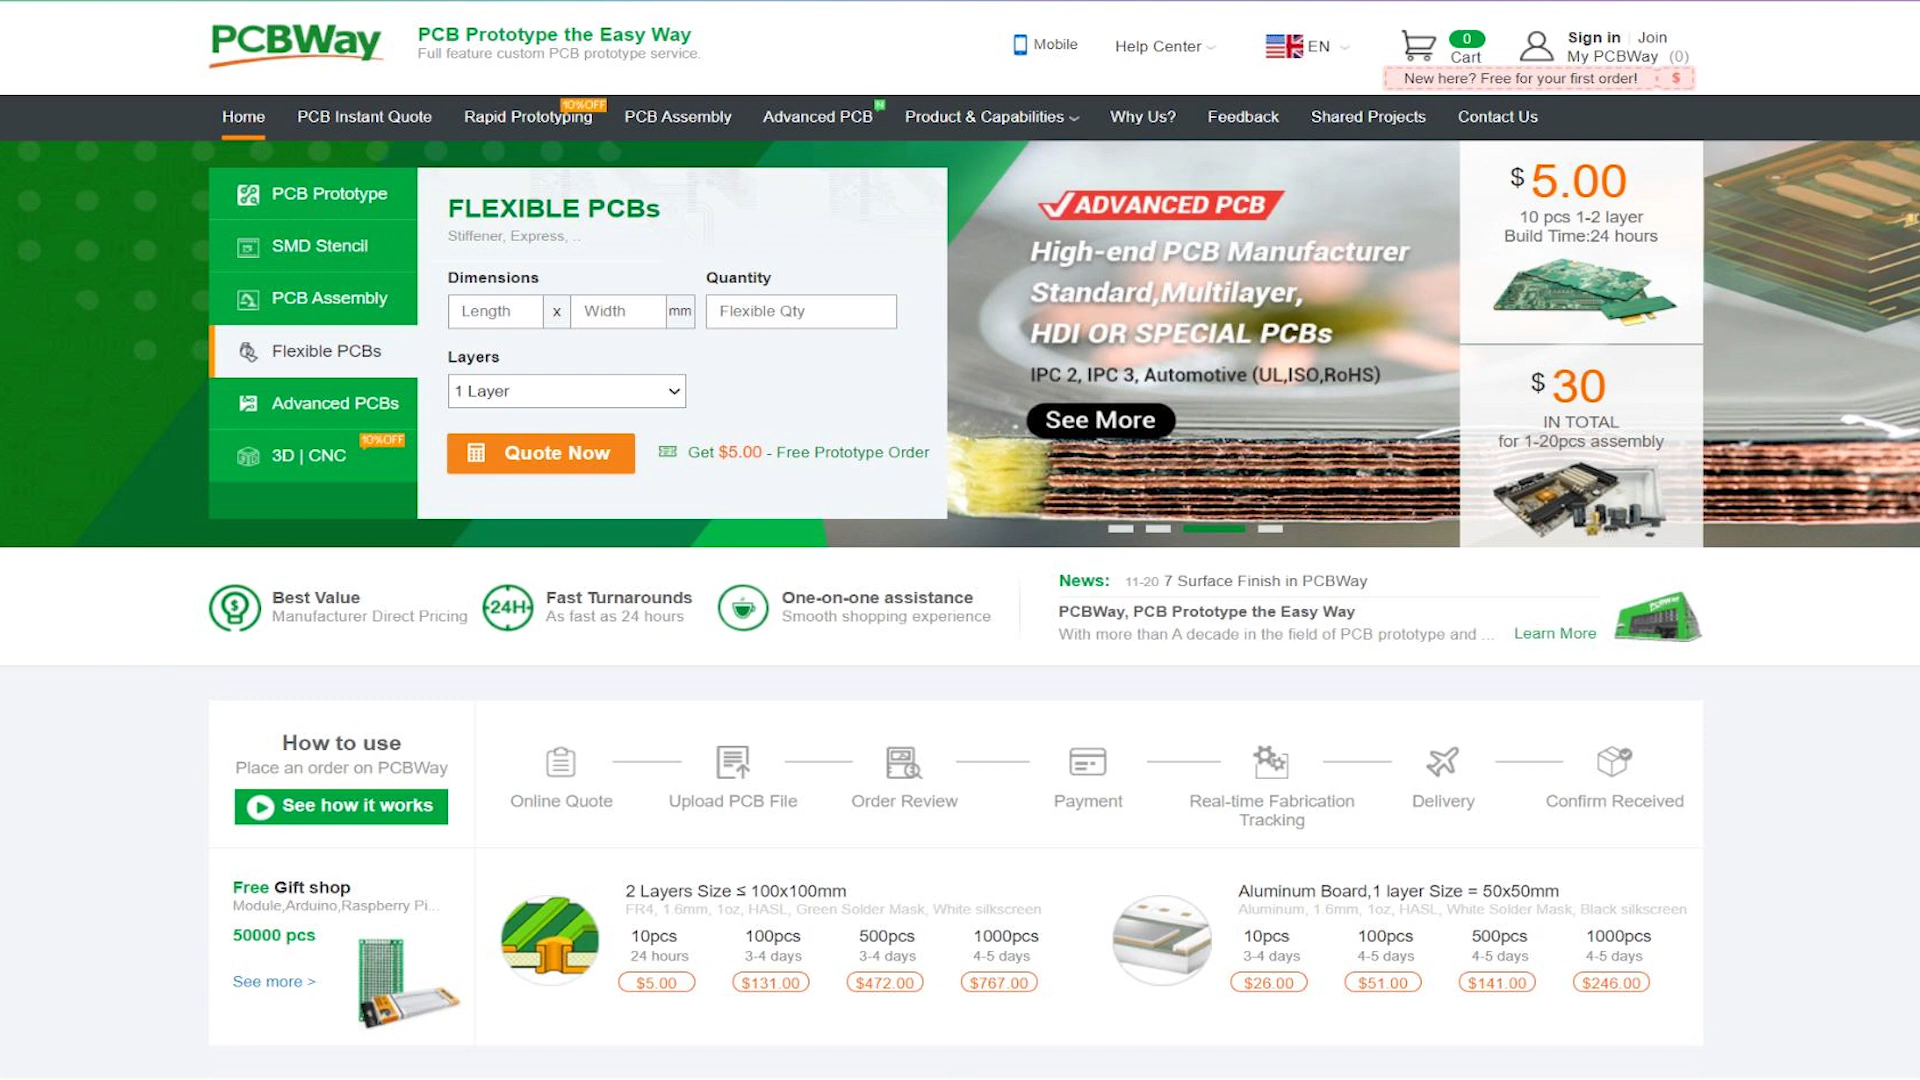 PCBWay
PCB Prototype the Easy Way
Full feature custom PCB prototype service.
Mobile
Help Center
EN
0
Cart
Sign in | Join
My PCBWay (0)
New here? Free for your first order! $
Home
PCB Instant Quote
Rapid Prototyping
10%OFF
PCB Assembly
Advanced PCB
N
Product & Capabilities
Why Us?
Feedback
Shared Projects
Contact Us
PCB Prototype
SMD Stencil
PCB Assembly
Flexible PCBs
Advanced PCBs
3D | CNC
10%OFF
FLEXIBLE PCBs
Stiffener, Express, ..
Dimensions
Length x Width mm
Quantity
Flexible Qty
Layers
1 Layer
Quote Now
Get $5.00 - Free Prototype Order
ADVANCED PCB
High-end PCB Manufacturer
Standard,Multilayer,
HDI OR SPECIAL PCBs
IPC 2, IPC 3, Automotive (UL,ISO,RoHS)
See More
$ 5.00
10 pcs 1-2 layer
Build Time:24 hours
$ 30
IN TOTAL
for 1-20pcs assembly
Best Value
Manufacturer Direct Pricing
24H
Fast Turnarounds
As fast as 24 hours
One-on-one assistance
Smooth shopping experience
News: 11-20 7 Surface Finish in PCBWay
PCBWay, PCB Prototype the Easy Way
With more than A decade in the field of PCB prototype and ... Learn More
How to use
Place an order on PCBWay
See how it works
Online Quote
Upload PCB File
Order Review
Payment
Real-time Fabrication
Tracking
Delivery
Confirm Received
Free Gift shop
Module,Arduino,Raspberry Pi...
50000 pcs
See more >
2 Layers Size ≤ 100x100mm
FR4, 1.6mm, 1oz, HASL, Green Solder Mask, White silkscreen
10pcs 100pcs 500pcs 1000pcs
24 hours 3-4 days 3-4 days 4-5 days
$5.00 $131.00 $472.00 $767.00
Aluminum Board,1 layer Size = 50x50mm
Aluminum, 1.6mm, 1oz, HASL, White Solder Mask, Black silkscreen
10pcs 100pcs 500pcs 1000pcs
3-4 days 4-5 days 4-5 days 4-5 days
$26.00 $51.00 $141.00 $246.00